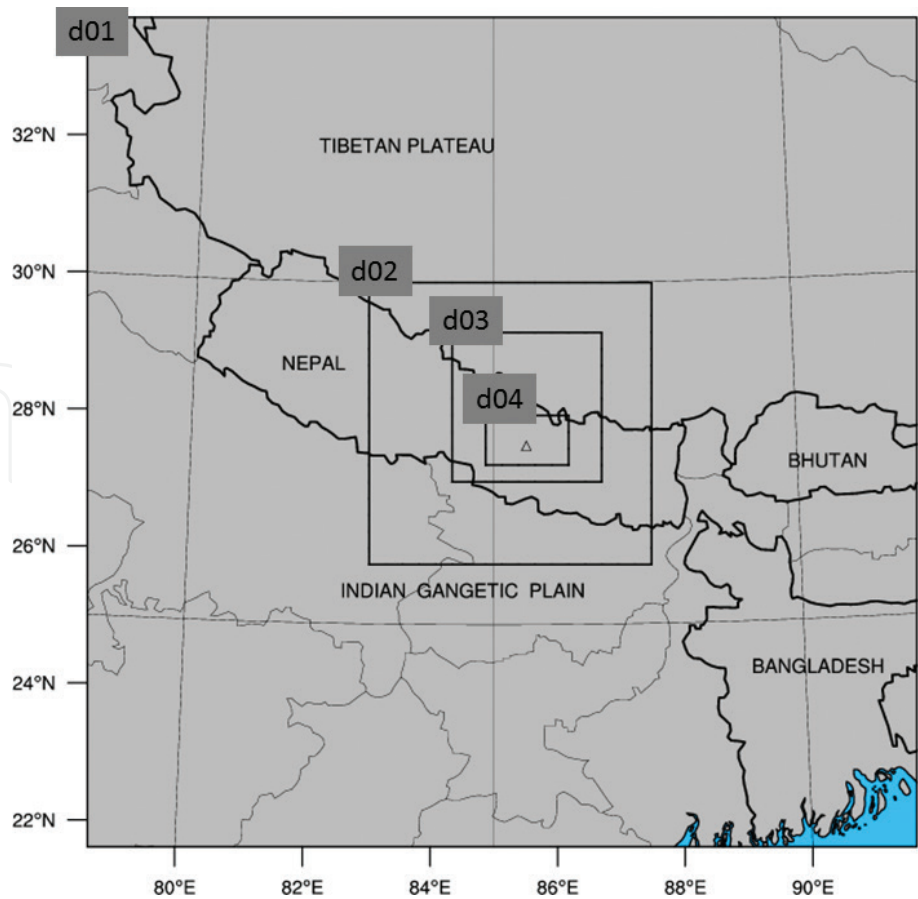 d01
32°N
TIBETAN PLATEAU
30°N
d02
d03
NEPAL
28°N
d04
BHUTAN
26°N
INDIAN GANGETIC PLAIN
24°N
BANGLADESH
22°N
80°E 82°E 84°E 86°E 88°E 90°E